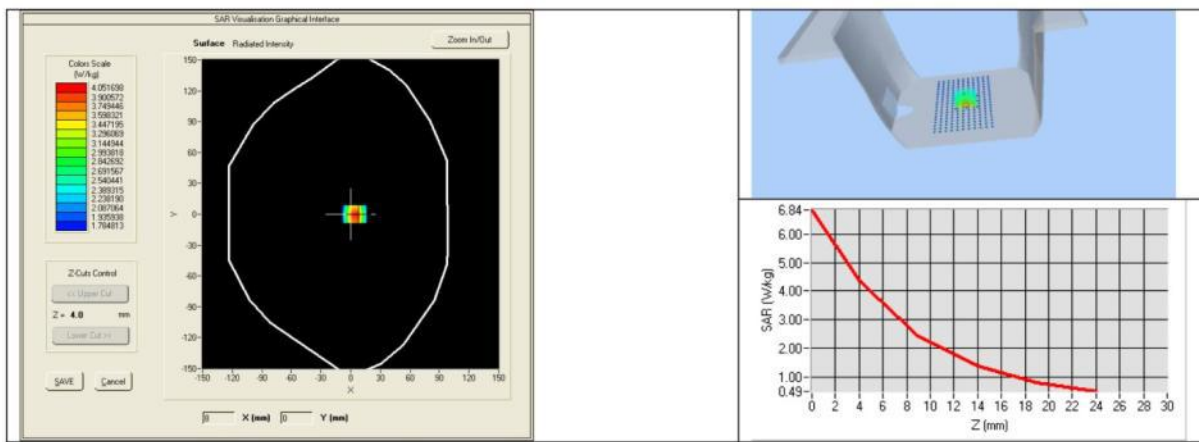 SAR Visualisation Graphical Interface
Surface Radiated Intensity
Zoom In/Out
Colors Scale
(W/kg)
4.051698
3.900572
3.749446
3.598321
3.447195
3.296069
3.144944
2.993818
2.842692
2.691567
2.540441
2.389315
2.238190
2.087064
1.935938
1.784813
Z-Cuts Control
<< Upper Cut
Z = 4.0 mm
Lower Cut >>
SAVE Cancel
150
120
90
60
30
0
-30
-60
-90
-120
-150
Y
-150 -120 -90 -60 -30 0 30 60 90 120 150
X
8 X (mm) 0 Y (mm)
6.84
6.00
5.00
4.00
3.00
2.00
1.00
0.49
SAR (W/kg)
0 2 4 6 8 10 12 14 16 18 20 22 24 26 28 30
Z (mm)